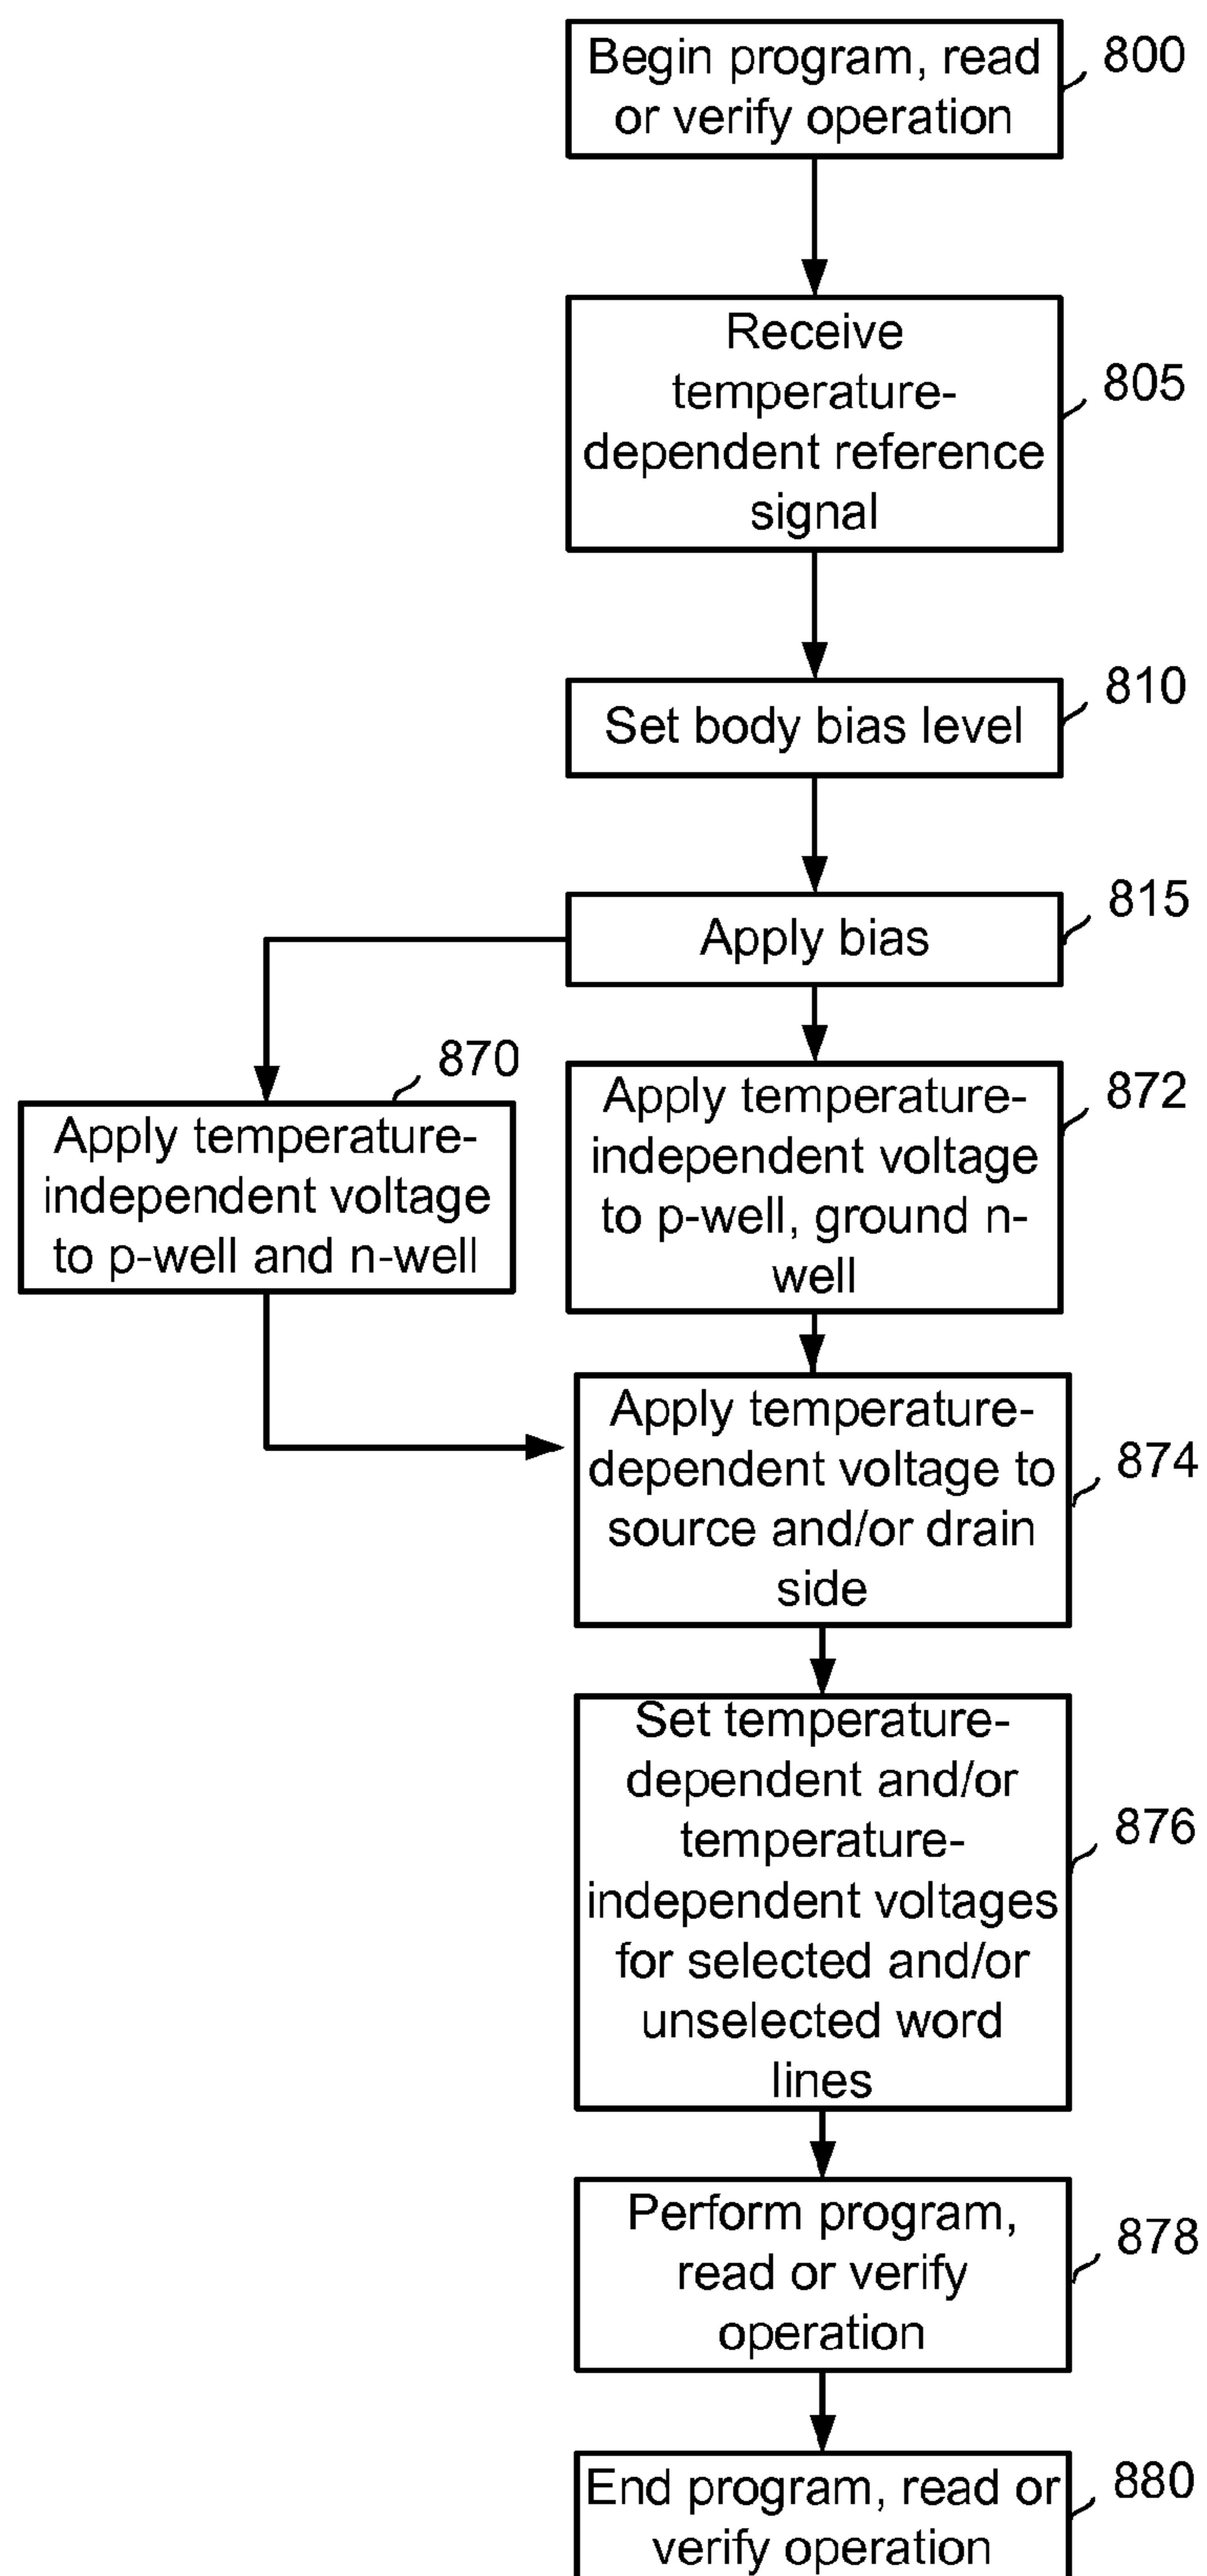 Begin program, read
or verify operation
800
Receive
temperature-
dependent reference
signal
805
Set body bias level
810
Apply bias
815
870
Apply temperature-
independent voltage
to p-well and n-well
Apply temperature-
independent voltage
to p-well, ground n-
well
872
Apply temperature-
dependent voltage to
source and/or drain
side
874
Set temperature-
dependent and/or
temperature-
independent voltages
for selected and/or
unselected word
lines
876
Perform program,
read or verify
operation
878
End program, read or
verify operation
880